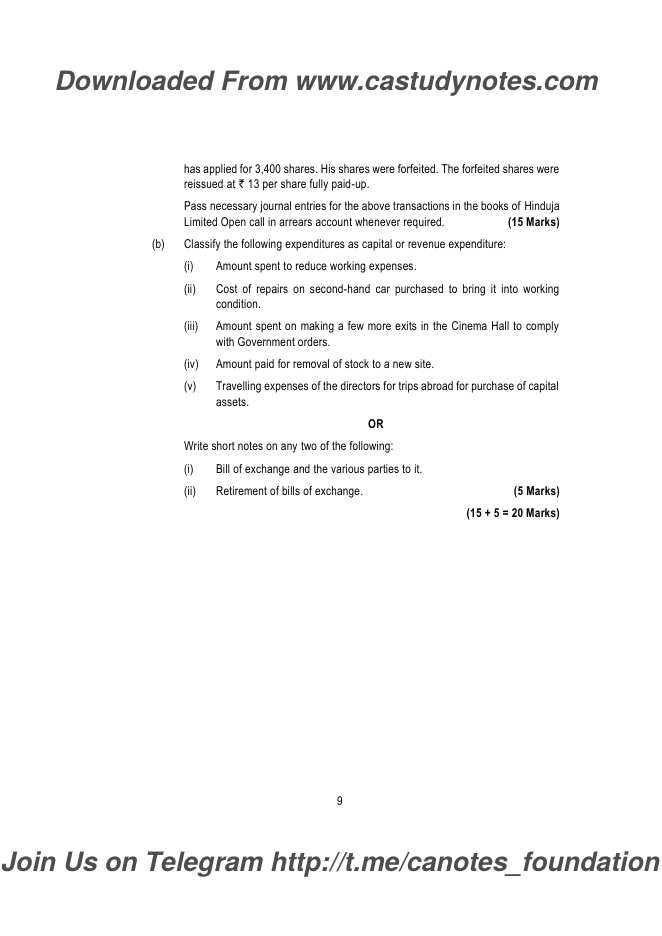 Downloaded From www.castudynotes.com
has applied for 3,400 shares. His shares were forfeited. The forfeited shares were
reissued at ₹ 13 per share fully paid-up.
Pass necessary journal entries for the above transactions in the books of Hinduja
Limited Open call in arrears account whenever required. (15 Marks)
(b) Classify the following expenditures as capital or revenue expenditure:
(i) Amount spent to reduce working expenses.
(ii) Cost of repairs on second-hand car purchased to bring it into working
condition.
(iii) Amount spent on making a few more exits in the Cinema Hall to comply
with Government orders.
(iv) Amount paid for removal of stock to a new site.
(v) Travelling expenses of the directors for trips abroad for purchase of capital
assets.
OR
Write short notes on any two of the following:
(i) Bill of exchange and the various parties to it.
(ii) Retirement of bills of exchange. (5 Marks)
(15 + 5 = 20 Marks)
9
Join Us on Telegram http://t.me/canotes_foundation